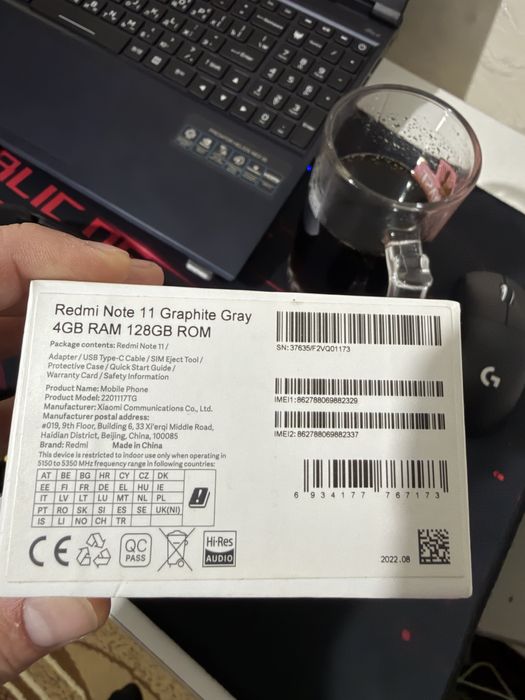 Redmi Note 11 Graphite Gray
4GB RAM 128GB ROM
Package contents: Redmi Note 11 /
Adapter / USB Type-C Cable / SIM Eject Tool /
Protective Case / Quick Start Guide /
Warranty Card / Safety Information
Product Name: Mobile Phone
Product Model: 2201117TG
Manufacturer: Xiaomi Communications Co., Ltd.
Manufacturer postal address:
#019, 9th Floor, Building 6, 33 Xi'erqi Middle Road,
Haidian District, Beijing, China, 100085
Brand: Redmi Made in China
This device is restricted to indoor use only when operating in
5150 to 5350 MHz frequency range in following countries:
AT BE BG HR CY CZ DK
EE FI FR DE EL HU IE
IT LV LT LU MT NL PL
PT RO SK SI ES SE UK(NI)
IS LI NO CH TR
CE
QC
PASS
Hi-Res
AUDIO
SN: 37635/F2VQ01173
IMEI1: 862788069882329
IMEI2: 862788069882337
6 934177 767173
2022.08